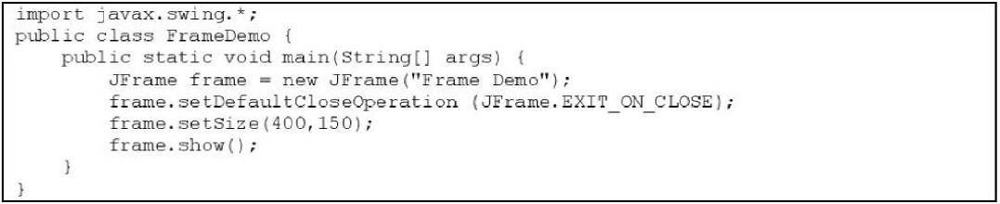 import javax.swing.*;
public class FrameDemo {
    public static void main(String[] args) {
        JFrame frame = new JFrame("Frame Demo");
        frame.setDefaultCloseOperation (JFrame.EXIT_ON_CLOSE);
        frame.setSize(400,150);
        frame.show();
    }
}